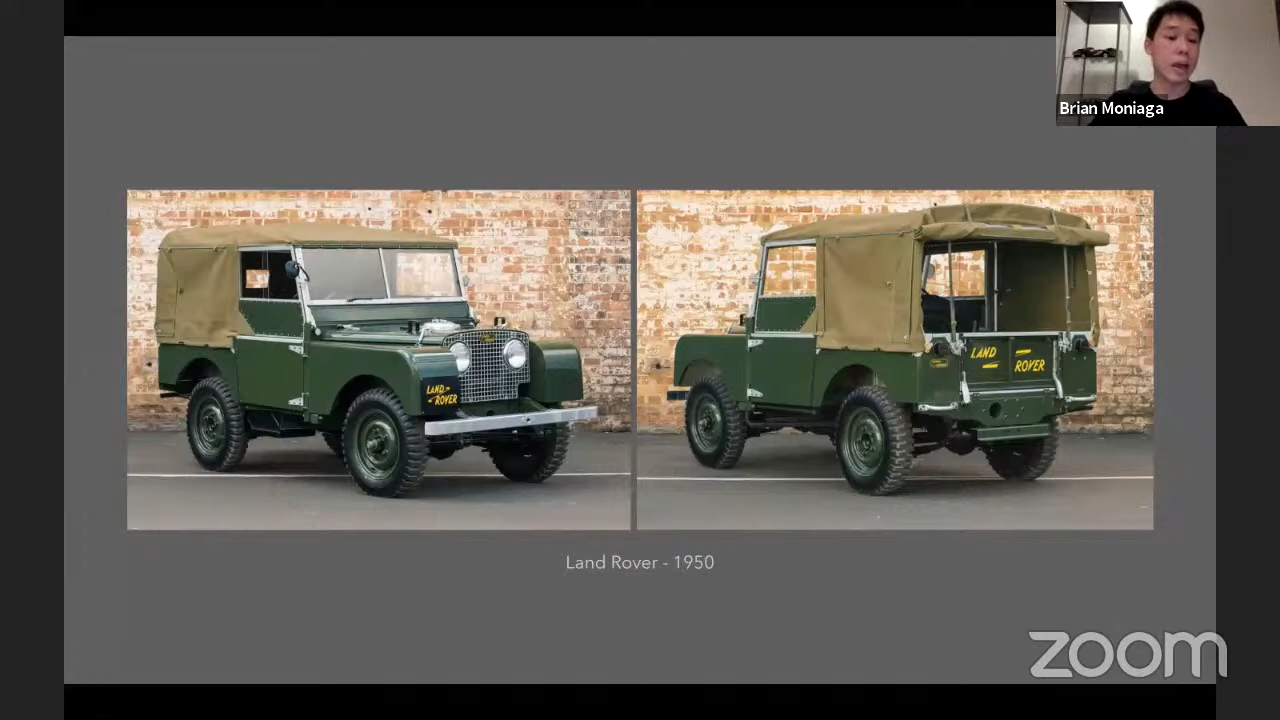 Brian Moniaga
LAND
ROVER
LAND
ROVER
Land Rover - 1950
zoom